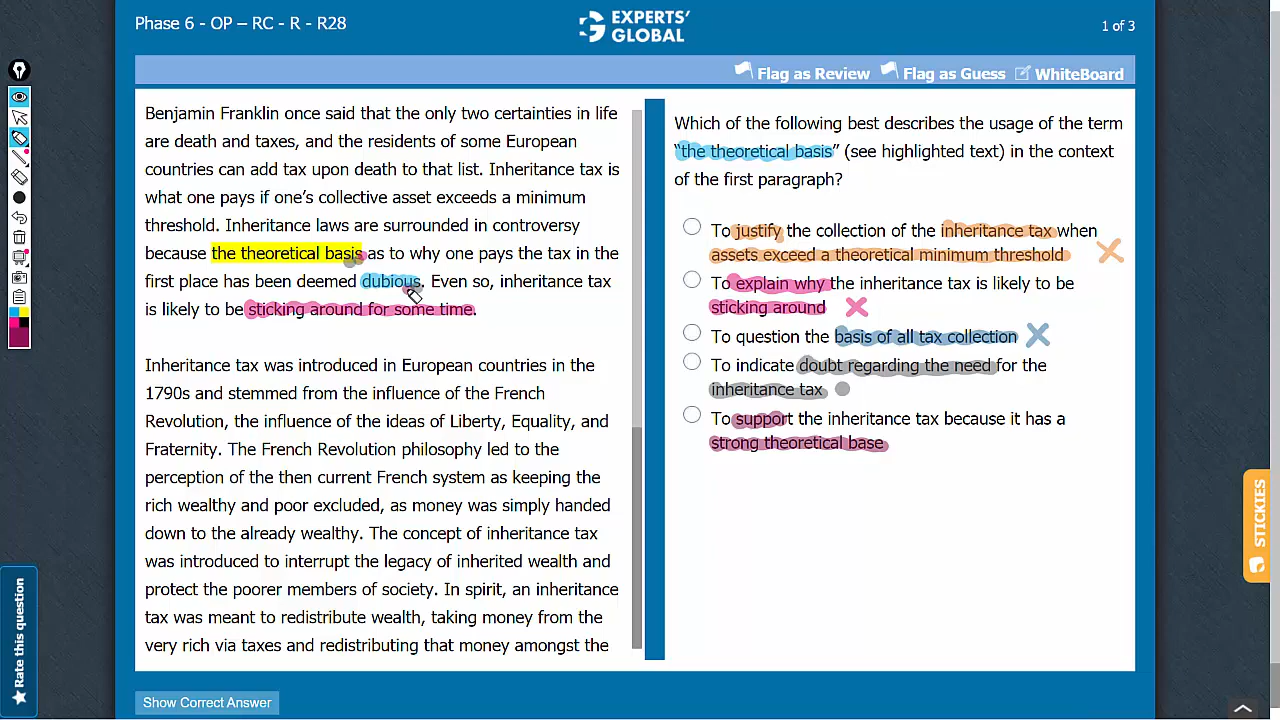 Phase 6 - OP – RC - R - R28
EXPERTS’
GLOBAL
1 of 3
Flag as Review
Flag as Guess
WhiteBoard
Benjamin Franklin once said that the only two certainties in life
are death and taxes, and the residents of some European
countries can add tax upon death to that list. Inheritance tax is
what one pays if one’s collective asset exceeds a minimum
threshold. Inheritance laws are surrounded in controversy
because the theoretical basis as to why one pays the tax in the
first place has been deemed dubious. Even so, inheritance tax
is likely to be sticking around for some time.
Inheritance tax was introduced in European countries in the
1790s and stemmed from the influence of the French
Revolution, the influence of the ideas of Liberty, Equality, and
Fraternity. The French Revolution philosophy led to the
perception of the then current French system as keeping the
rich wealthy and poor excluded, as money was simply handed
down to the already wealthy. The concept of inheritance tax
was introduced to interrupt the legacy of inherited wealth and
protect the poorer members of society. In spirit, an inheritance
tax was meant to redistribute wealth, taking money from the
very rich via taxes and redistributing that money amongst the
Which of the following best describes the usage of the term
“the theoretical basis” (see highlighted text) in the context
of the first paragraph?
To justify the collection of the inheritance tax when
assets exceed a theoretical minimum threshold
To explain why the inheritance tax is likely to be
sticking around
To question the basis of all tax collection
To indicate doubt regarding the need for the
inheritance tax
To support the inheritance tax because it has a
strong theoretical base
STICKIES
Rate this question
Show Correct Answer